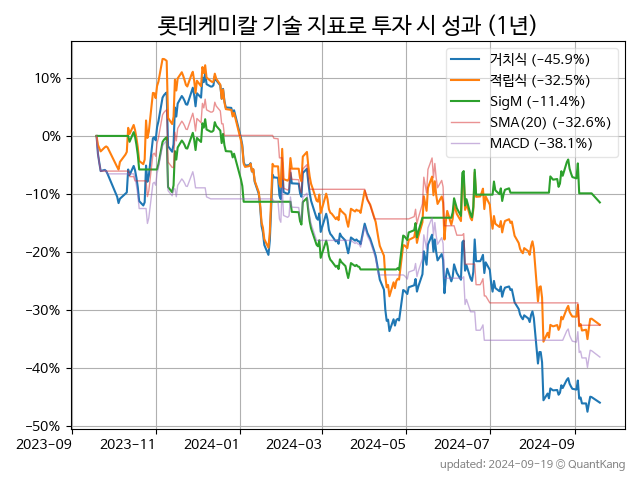 롯데케미칼 기술 지표로 투자 시 성과 (1년)
거치식 (−45.9%)
적립식 (−32.5%)
SigM (−11.4%)
SMA(20) (−32.6%)
MACD (−38.1%)
10%
0%
−10%
−20%
−30%
−40%
−50%
2023-09 2023-11 2024-01 2024-03 2024-05 2024-07 2024-09
updated: 2024-09-19 © QuantKang